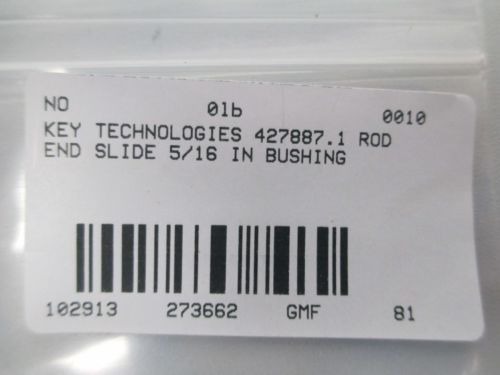 NO 01b 0010
KEY TECHNOLOGIES 427887.1 ROD
END SLIDE 5/16 IN BUSHING
102913 273662 GMF 81